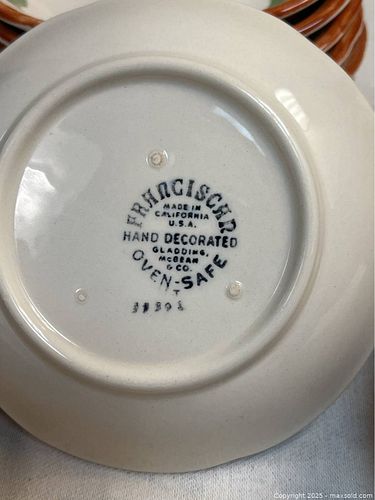 FRANCISCAN
MADE IN
CALIFORNIA
U.S.A.
HAND DECORATED
GLADDING,
McBEAN
& CO.
OVEN-SAFE
T
Copyright 2025 - maxsold.com